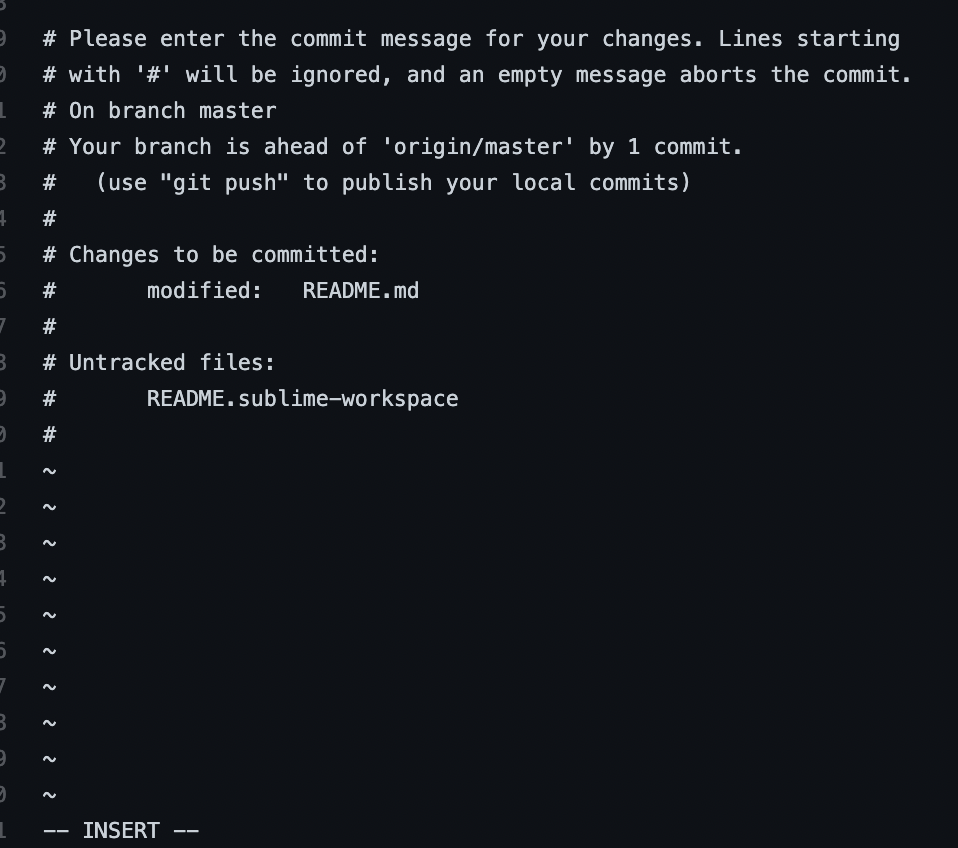 # Please enter the commit message for your changes. Lines starting
# with '#' will be ignored, and an empty message aborts the commit.
# On branch master
# Your branch is ahead of 'origin/master' by 1 commit.
#   (use "git push" to publish your local commits)
#
# Changes to be committed:
#       modified:   README.md
#
# Untracked files:
#       README.sublime-workspace
#
~
~
~
~
~
~
~
~
~
~
-- INSERT --